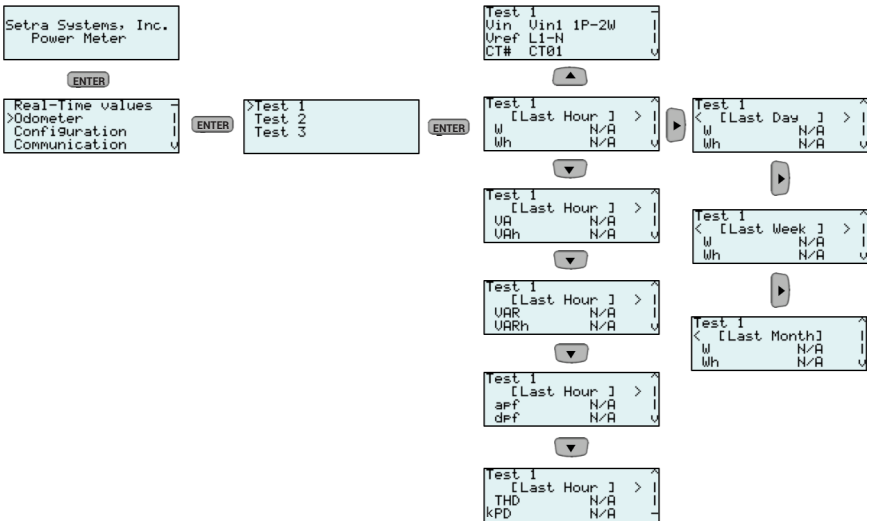 Setra Systems, Inc.
Power Meter
ENTER
Real-Time values
>Odometer
Configuration
Communication
ENTER
>Test 1
Test 2
Test 3
ENTER
Test 1
Vin Vin1 1P-2W
Vref L1-N
CT# CT01
Test 1
[Last Hour ] >
W N/A
Wh N/A
Test 1
[Last Hour ] >
VA N/A
VAh N/A
Test 1
[Last Hour ] >
VAR N/A
VARh N/A
Test 1
[Last Hour ] >
apf N/A
dpf N/A
Test 1
[Last Hour ] >
THD N/A
kPD N/A
Test 1
< [Last Day ] >
W N/A
Wh N/A
Test 1
< [Last Week ] >
W N/A
Wh N/A
Test 1
< [Last Month]
W N/A
Wh N/A